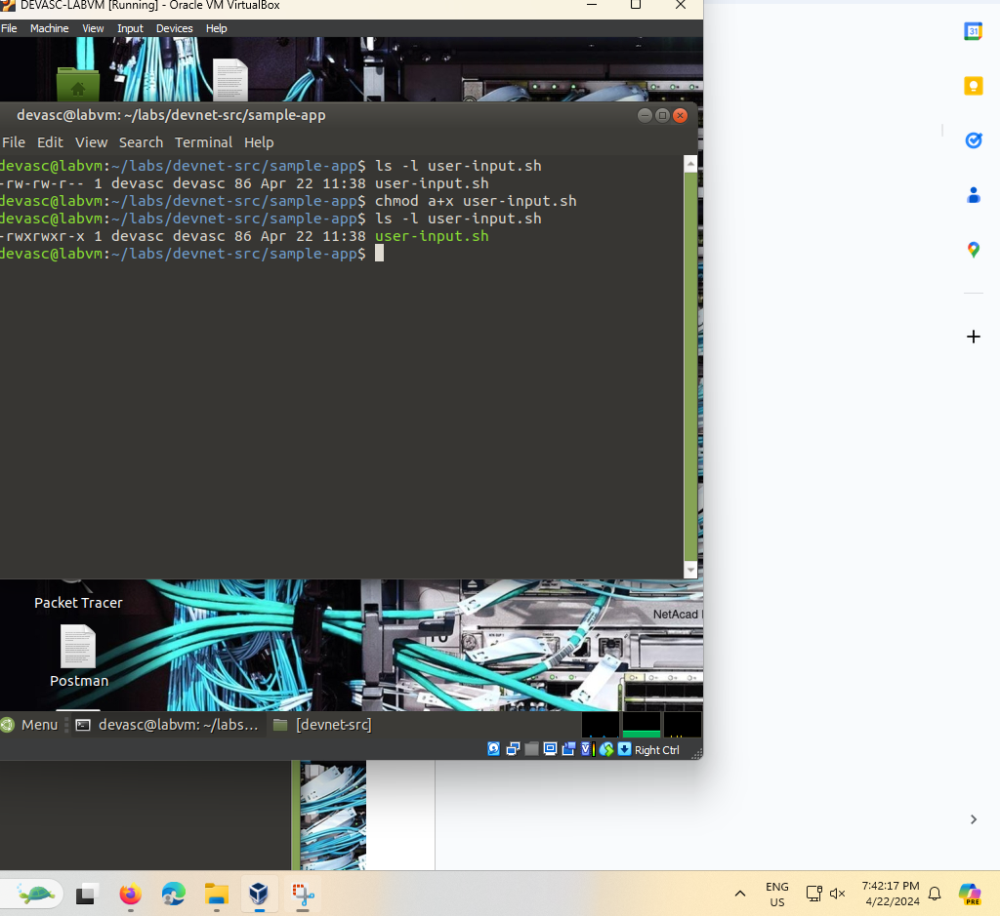 DEVASC-LABVM [Running] - Oracle VM VirtualBox
File Machine View Input Devices Help
devasc@labvm: ~/labs/devnet-src/sample-app
File Edit View Search Terminal Help
devasc@labvm:~/labs/devnet-src/sample-app$ ls -l user-input.sh
-rw-rw-r-- 1 devasc devasc 86 Apr 22 11:38 user-input.sh
devasc@labvm:~/labs/devnet-src/sample-app$ chmod a+x user-input.sh
devasc@labvm:~/labs/devnet-src/sample-app$ ls -l user-input.sh
-rwxrwxr-x 1 devasc devasc 86 Apr 22 11:38 user-input.sh
devasc@labvm:~/labs/devnet-src/sample-app$
Packet Tracer
NetAcad
Postman
Menu devasc@labvm: ~/labs... [devnet-src]
Right Ctrl
31
ENG
US
7:42:17 PM
4/22/2024
PRE